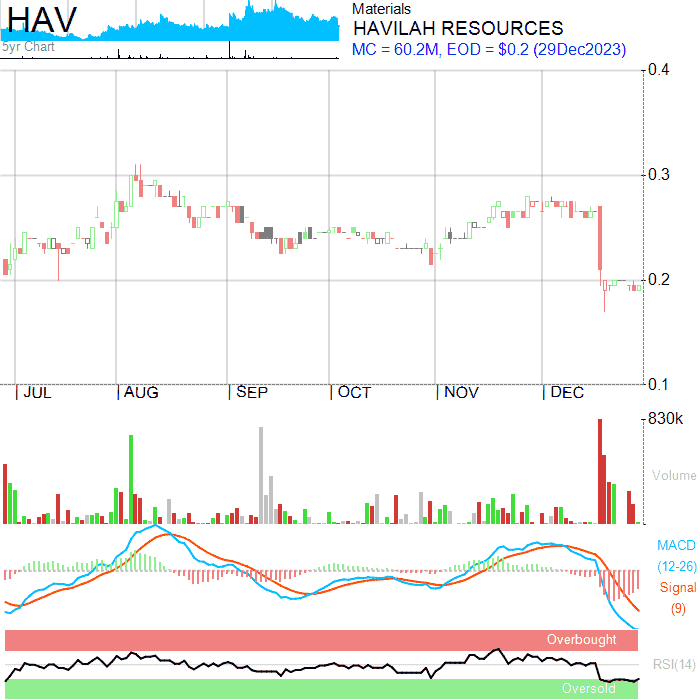 HAV
5yr Chart
Materials
HAVILAH RESOURCES
MC = 60.2M, EOD = $0.2 (29Dec2023)
0.4
0.3
0.2
0.1
| JUL | AUG | SEP | OCT | NOV | DEC
830k
Volume
MACD
(12-26)
Signal
(9)
Overbought
RSI(14)
Oversold